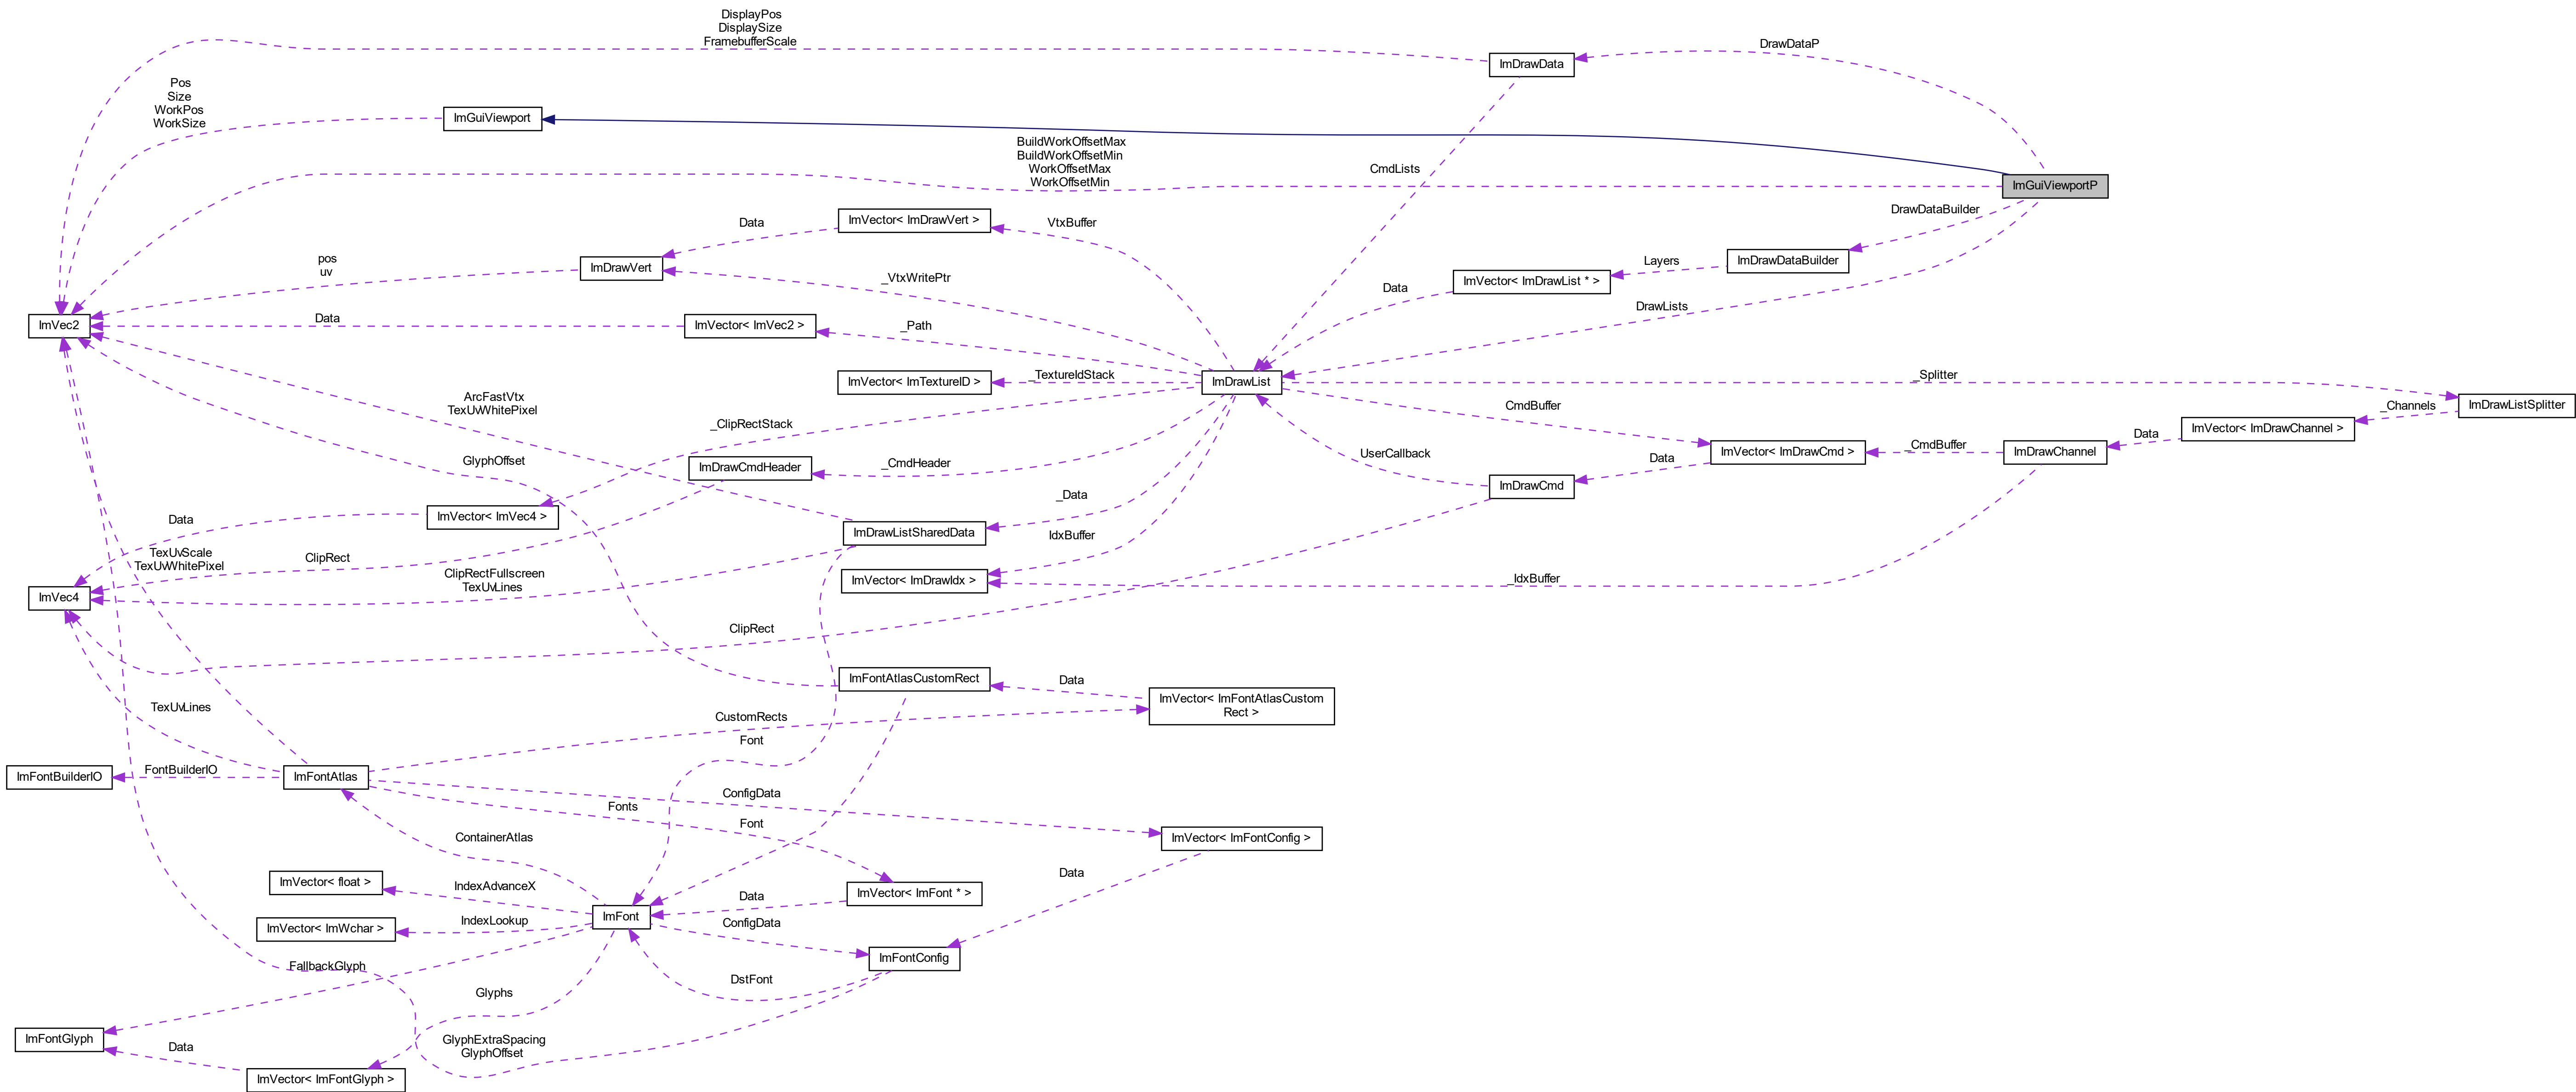 DisplayPos
DisplaySize
FramebufferScale
DrawDataP
ImDrawData
Pos
Size
WorkPos
WorkSize
ImGuiViewport
BuildWorkOffsetMax
BuildWorkOffsetMin
WorkOffsetMax
WorkOffsetMin
CmdLists
ImGuiViewportP
DrawDataBuilder
ImVector< ImDrawVert >
VtxBuffer
Data
pos
uv
ImDrawVert
_VtxWritePtr
ImVector< ImDrawList * >
Layers
ImDrawDataBuilder
Data
DrawLists
ImVec2
Data
ImVector< ImVec2 >
_Path
ImVector< ImTextureID >
_TextureIdStack
ImDrawList
_Splitter
ImDrawListSplitter
ArcFastVtx
TexUvWhitePixel
CmdBuffer
_Channels
_ClipRectStack
ImVector< ImDrawChannel >
Data
GlyphOffset
ImDrawCmdHeader
_CmdHeader
UserCallback
Data
ImVector< ImDrawCmd >
_CmdBuffer
ImDrawChannel
ImDrawCmd
_Data
Data
ImVector< ImVec4 >
ImDrawListSharedData
IdxBuffer
TexUvScale
TexUvWhitePixel
ClipRect
ClipRectFullscreen
TexUvLines
ImVector< ImDrawIdx >
_IdxBuffer
ImVec4
ClipRect
ImFontAtlasCustomRect
Data
ImVector< ImFontAtlasCustom
Rect >
TexUvLines
CustomRects
Font
ImFontBuilderIO
FontBuilderIO
ImFontAtlas
ConfigData
Fonts
Font
ContainerAtlas
ImVector< ImFontConfig >
Data
ImVector< float >
IndexAdvanceX
ImVector< ImFont * >
Data
ImFont
IndexLookup
ImVector< ImWchar >
ConfigData
ImFontConfig
FallbackGlyph
DstFont
Glyphs
ImFontGlyph
GlyphExtraSpacing
GlyphOffset
Data
ImVector< ImFontGlyph >